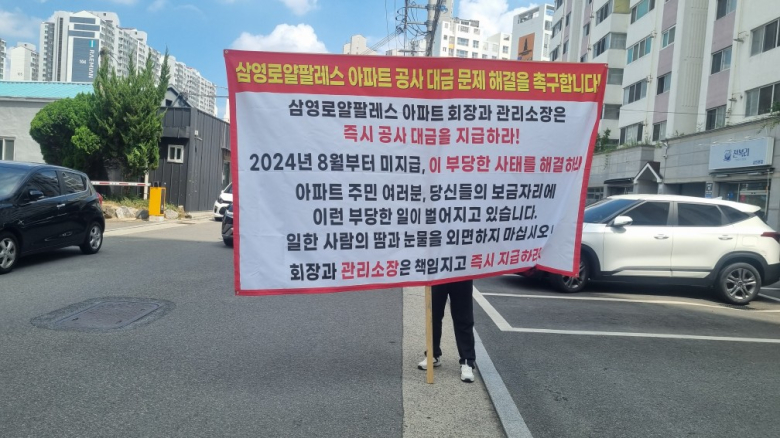 삼영로얄팔레스 아파트 공사 대금 문제 해결을 촉구합니다!
삼영로얄팔레스 아파트 회장과 관리소장은
즉시 공사 대금을 지급하라!
2024년 8월부터 미지급, 이 부당한 사태를 해결하라
아파트 주민 여러분, 당신들의 보금자리에
이런 부당한 일이 벌어지고 있습니다.
일한 사람의 땀과 눈물을 외면하지 마십시오!
회장과 관리소장은 책임지고 즉시 지급하라!